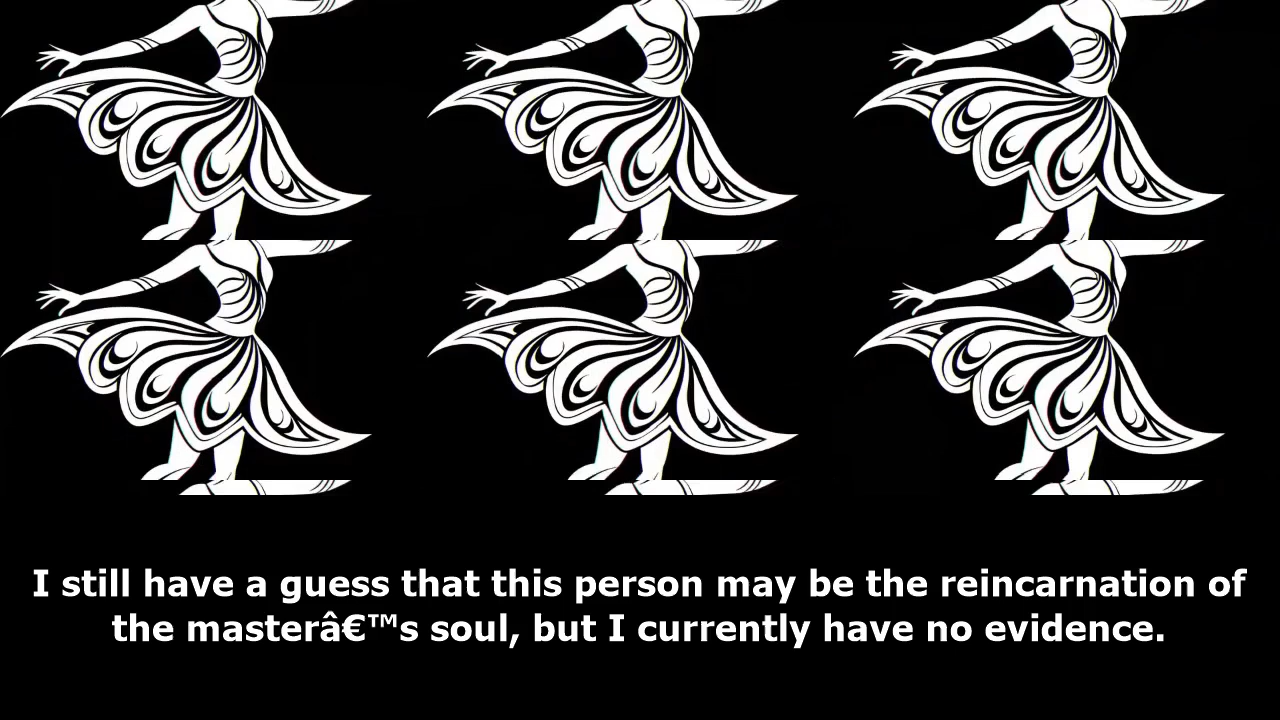 I still have a guess that this person may be the reincarnation of
the masterâ€™s soul, but I currently have no evidence.